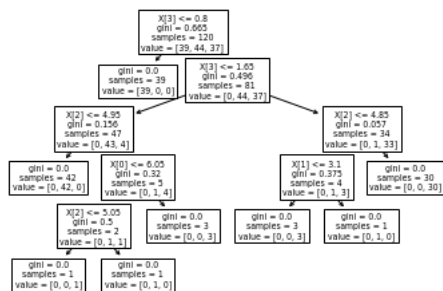 X[3] <= 0.8
gini = 0.665
samples = 120
value = [39, 44, 37]
gini = 0.0
samples = 39
value = [39, 0, 0]
X[3] <= 1.65
gini = 0.496
samples = 81
value = [0, 44, 37]
X[2] <= 4.95
gini = 0.156
samples = 47
value = [0, 43, 4]
X[2] <= 4.85
gini = 0.057
samples = 34
value = [0, 1, 33]
gini = 0.0
samples = 42
value = [0, 42, 0]
X[0] <= 6.05
gini = 0.32
samples = 5
value = [0, 1, 4]
X[1] <= 3.1
gini = 0.375
samples = 4
value = [0, 1, 3]
gini = 0.0
samples = 30
value = [0, 0, 30]
X[2] <= 5.05
gini = 0.5
samples = 2
value = [0, 1, 1]
gini = 0.0
samples = 3
value = [0, 0, 3]
gini = 0.0
samples = 3
value = [0, 0, 3]
gini = 0.0
samples = 1
value = [0, 1, 0]
gini = 0.0
samples = 1
value = [0, 0, 1]
gini = 0.0
samples = 1
value = [0, 1, 0]